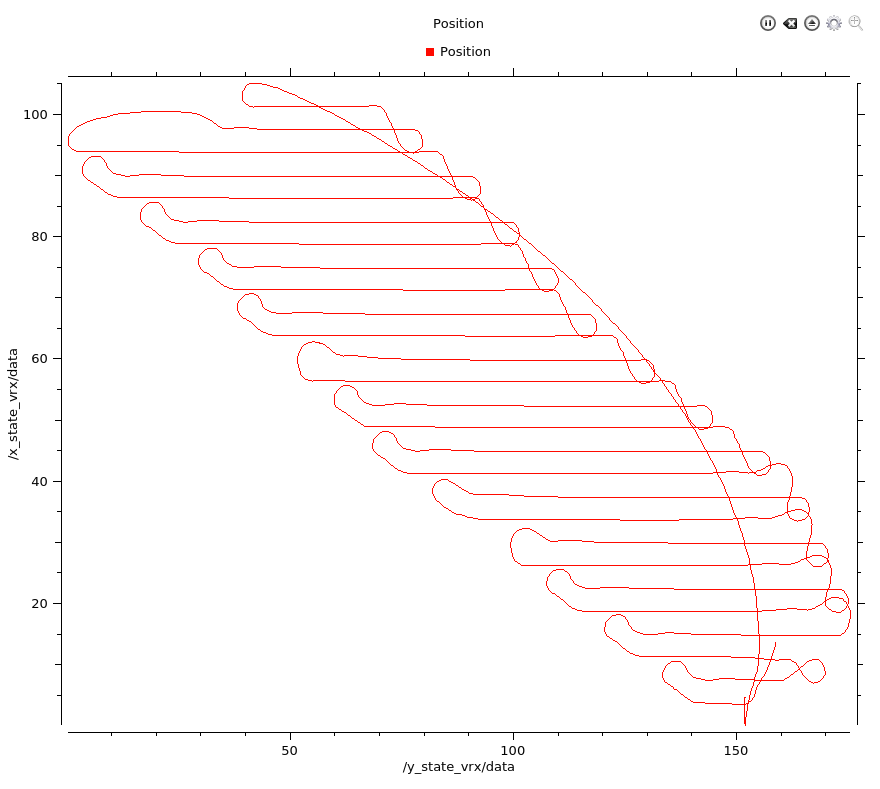 Position
Position
100
80
60
40
20
/x_state_vrx/data
50
100
150
/y_state_vrx/data